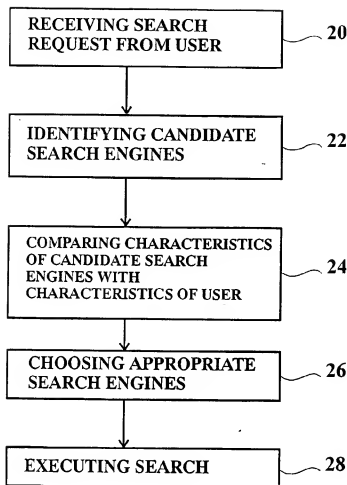 RECEIVING SEARCH
REQUEST FROM USER
20
IDENTIFYING CANDIDATE
SEARCH ENGINES
22
COMPARING CHARACTERISTICS
OF CANDIDATE SEARCH
ENGINES WITH
CHARACTERISTICS OF USER
24
CHOOSING APPROPRIATE
SEARCH ENGINES
26
EXECUTING SEARCH
28